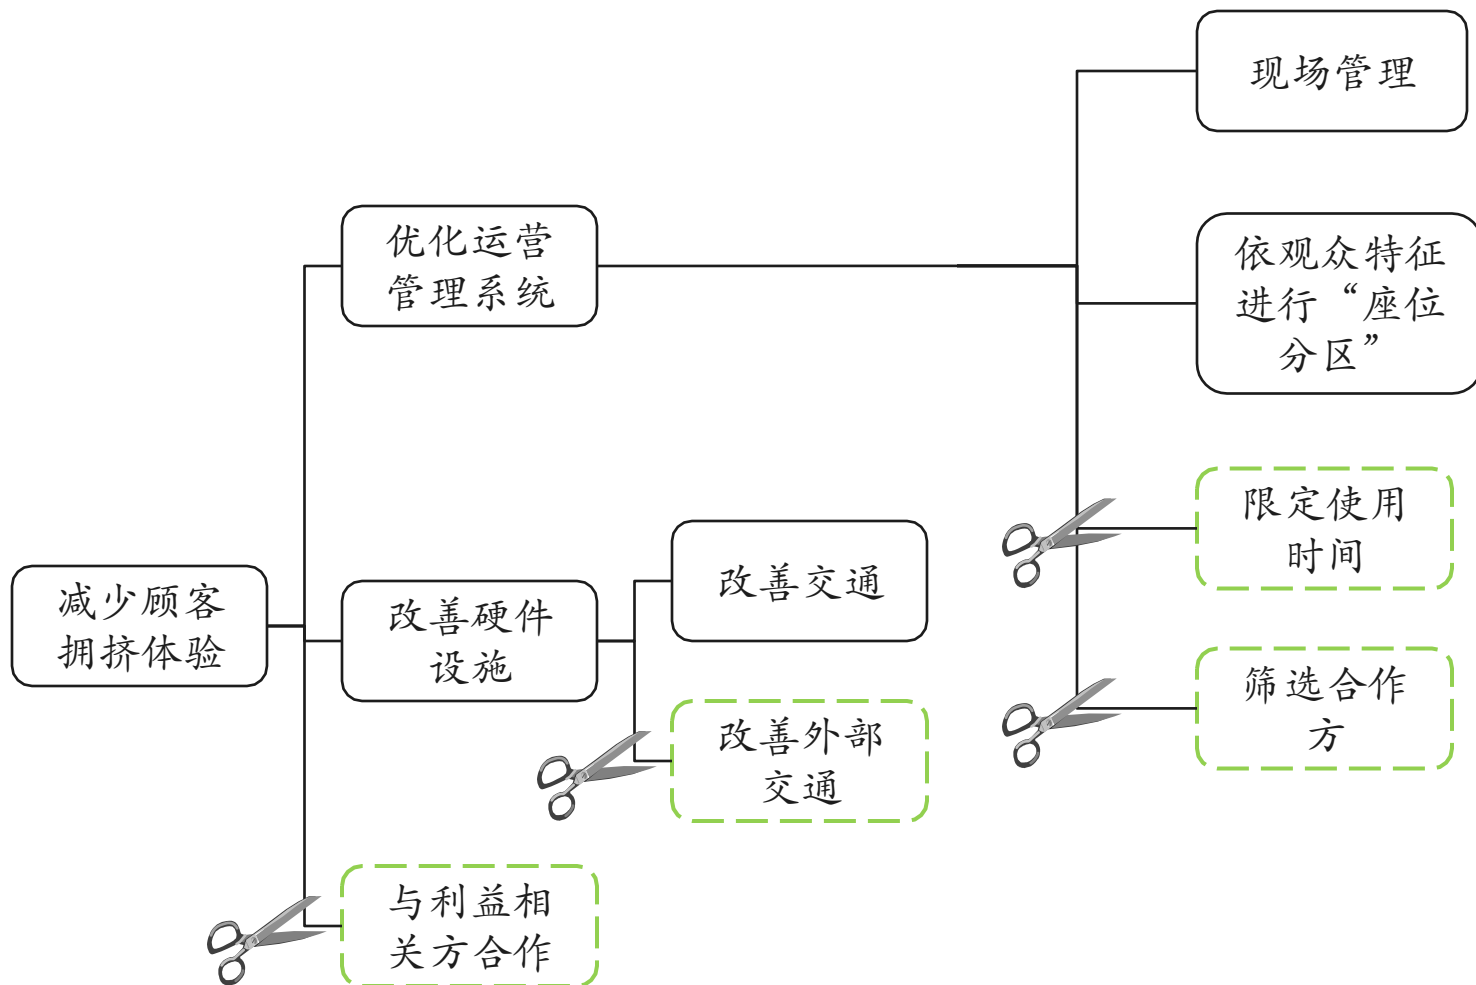 现场管理
优化运营
管理系统
依观众特征
进行“座位
分区”
限定使用
时间
减少顾客
拥挤体验
改善硬件
设施
改善交通
筛选合作
方
改善外部
交通
与利益相
关方合作